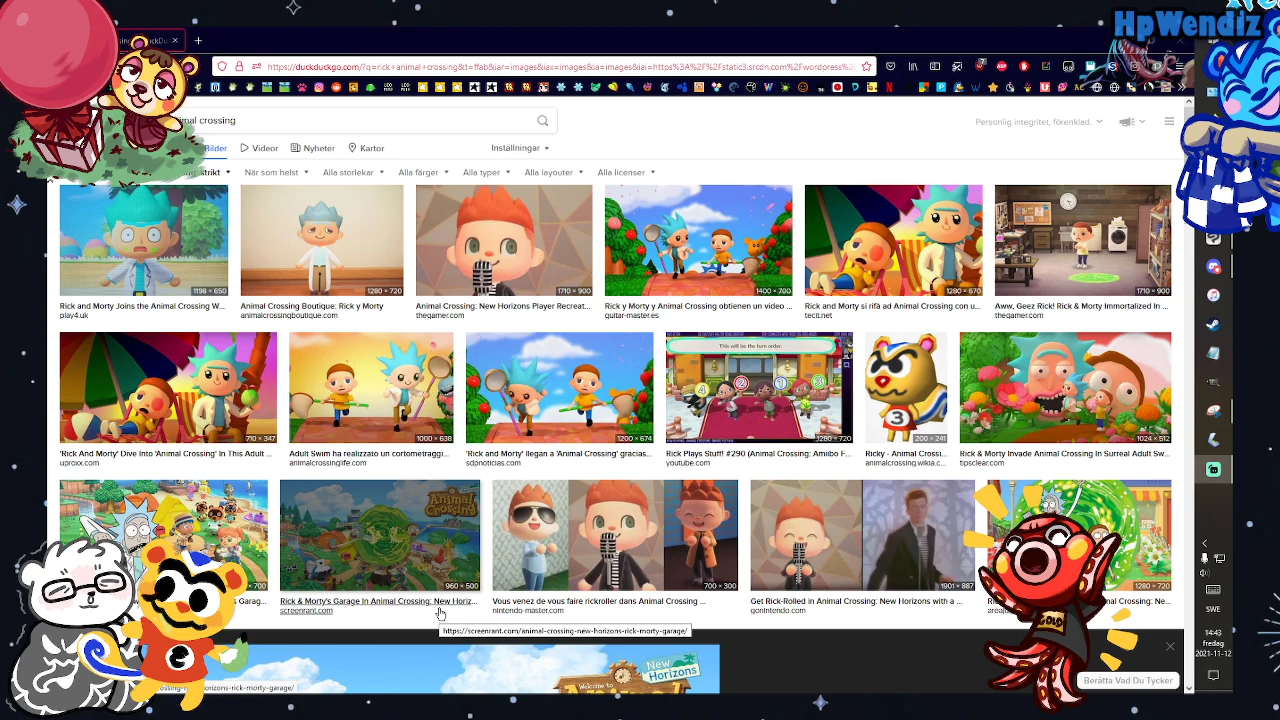 HpWendiz
https://duckduckgo.com/?q=rick+animal+crossing&t=ffab&iar=images&iax=images&ia=images&iai=https%3A%2F%2Fstatic3.srcdn.com%2Fwordpress%2
crossing
Personlig integritet, förenklad.
Bilder
Videor
Nyheter
Kartor
Inställningar
strikt
När som helst
Alla storlekar
Alla färger
Alla typer
Alla layouter
Alla licenser
1198 × 650
1280 × 720
1710 × 900
1400 × 700
1280 × 670
1710 × 900
Rick and Morty Joins the Animal Crossing W...
Animal Crossing Boutique: Rick y Morty
Animal Crossing: New Horizons Player Recreat...
Rick y Morty y Animal Crossing obtienen un video ...
Rick and Morty si rifà ad Animal Crossing con u...
Aww, Geez Rick! Rick & Morty Immortalized In ...
play4.uk
animalcrossingboutique.com
thegamer.com
guitar-master.es
tecit.net
thegamer.com
This will be the turn order.
4
2
1
3
3
710 × 347
1000 × 638
1200 × 674
1280 × 720
200 × 241
1024 × 512
'Rick And Morty' Dive Into 'Animal Crossing' In This Adult ...
Adult Swim ha realizzato un cortometraggi...
'Rick and Morty' llegan a 'Animal Crossing' gracias...
Rick Plays Stuff! #290 (Animal Crossing: Amiibo F...
Ricky - Animal Cross...
Rick & Morty Invade Animal Crossing In Surreal Adult Sw...
uproxx.com
animalcrossinglife.com
sdpnoticias.com
youtube.com
animalcrossing.wikia.c...
tipsclear.com
ANIMAL CROSSING
× 700
960 × 500
700 × 300
1901 × 887
1280 × 720
Garag...
Rick & Morty's Garage In Animal Crossing: New Horiz...
Vous venez de vous faire rickroller dans Animal Crossing ...
Get Rick-Rolled in Animal Crossing: New Horizons with a ...
Ne...
screenrant.com
nintendo-master.com
gonintendo.com
https://screenrant.com/animal-crossing-new-horizons-rick-morty-garage/
GOLD
SWE
14:43
fredag
2021-11-12
Welcome to
New
Horizons
Berätta Vad Du Tycker